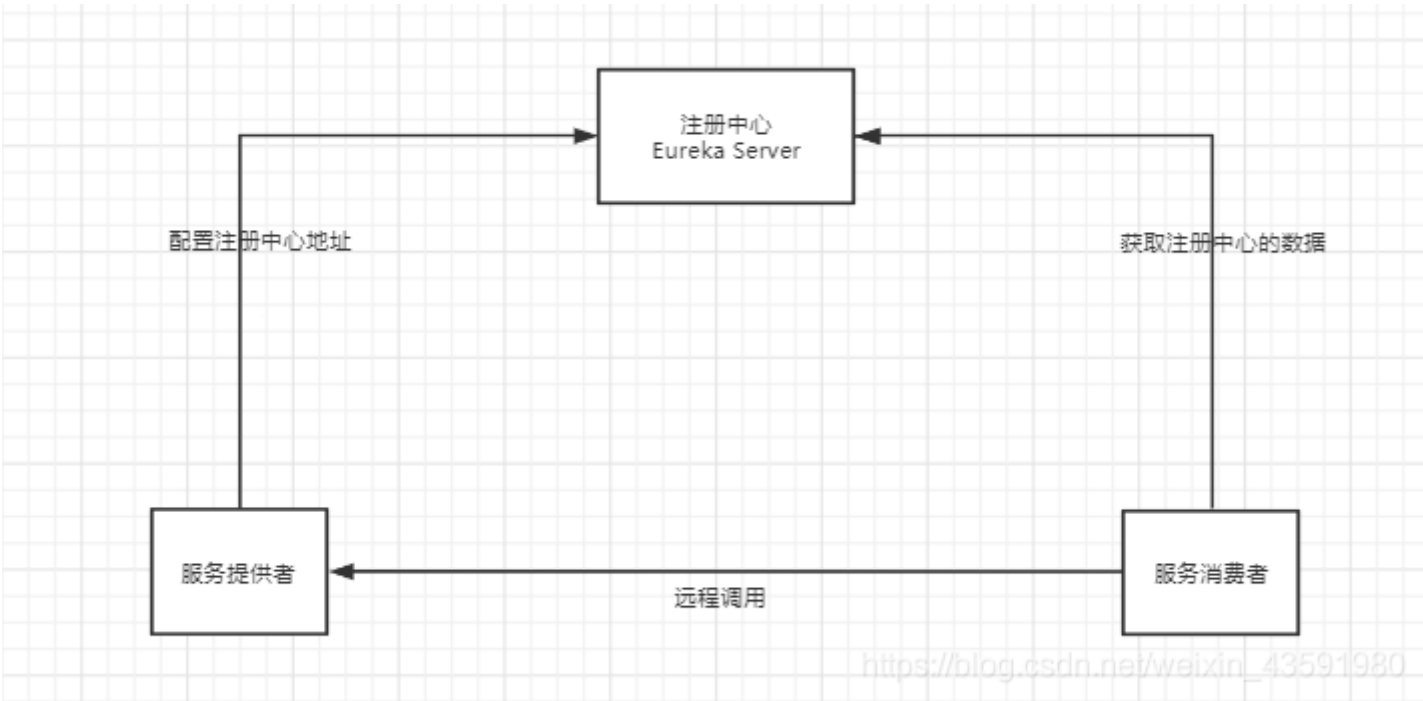 注册中心
Eureka Server
配置注册中心地址
获取注册中心的数据
服务提供者
服务消费者
远程调用
https://blog.csdn.net/weixin_43591980